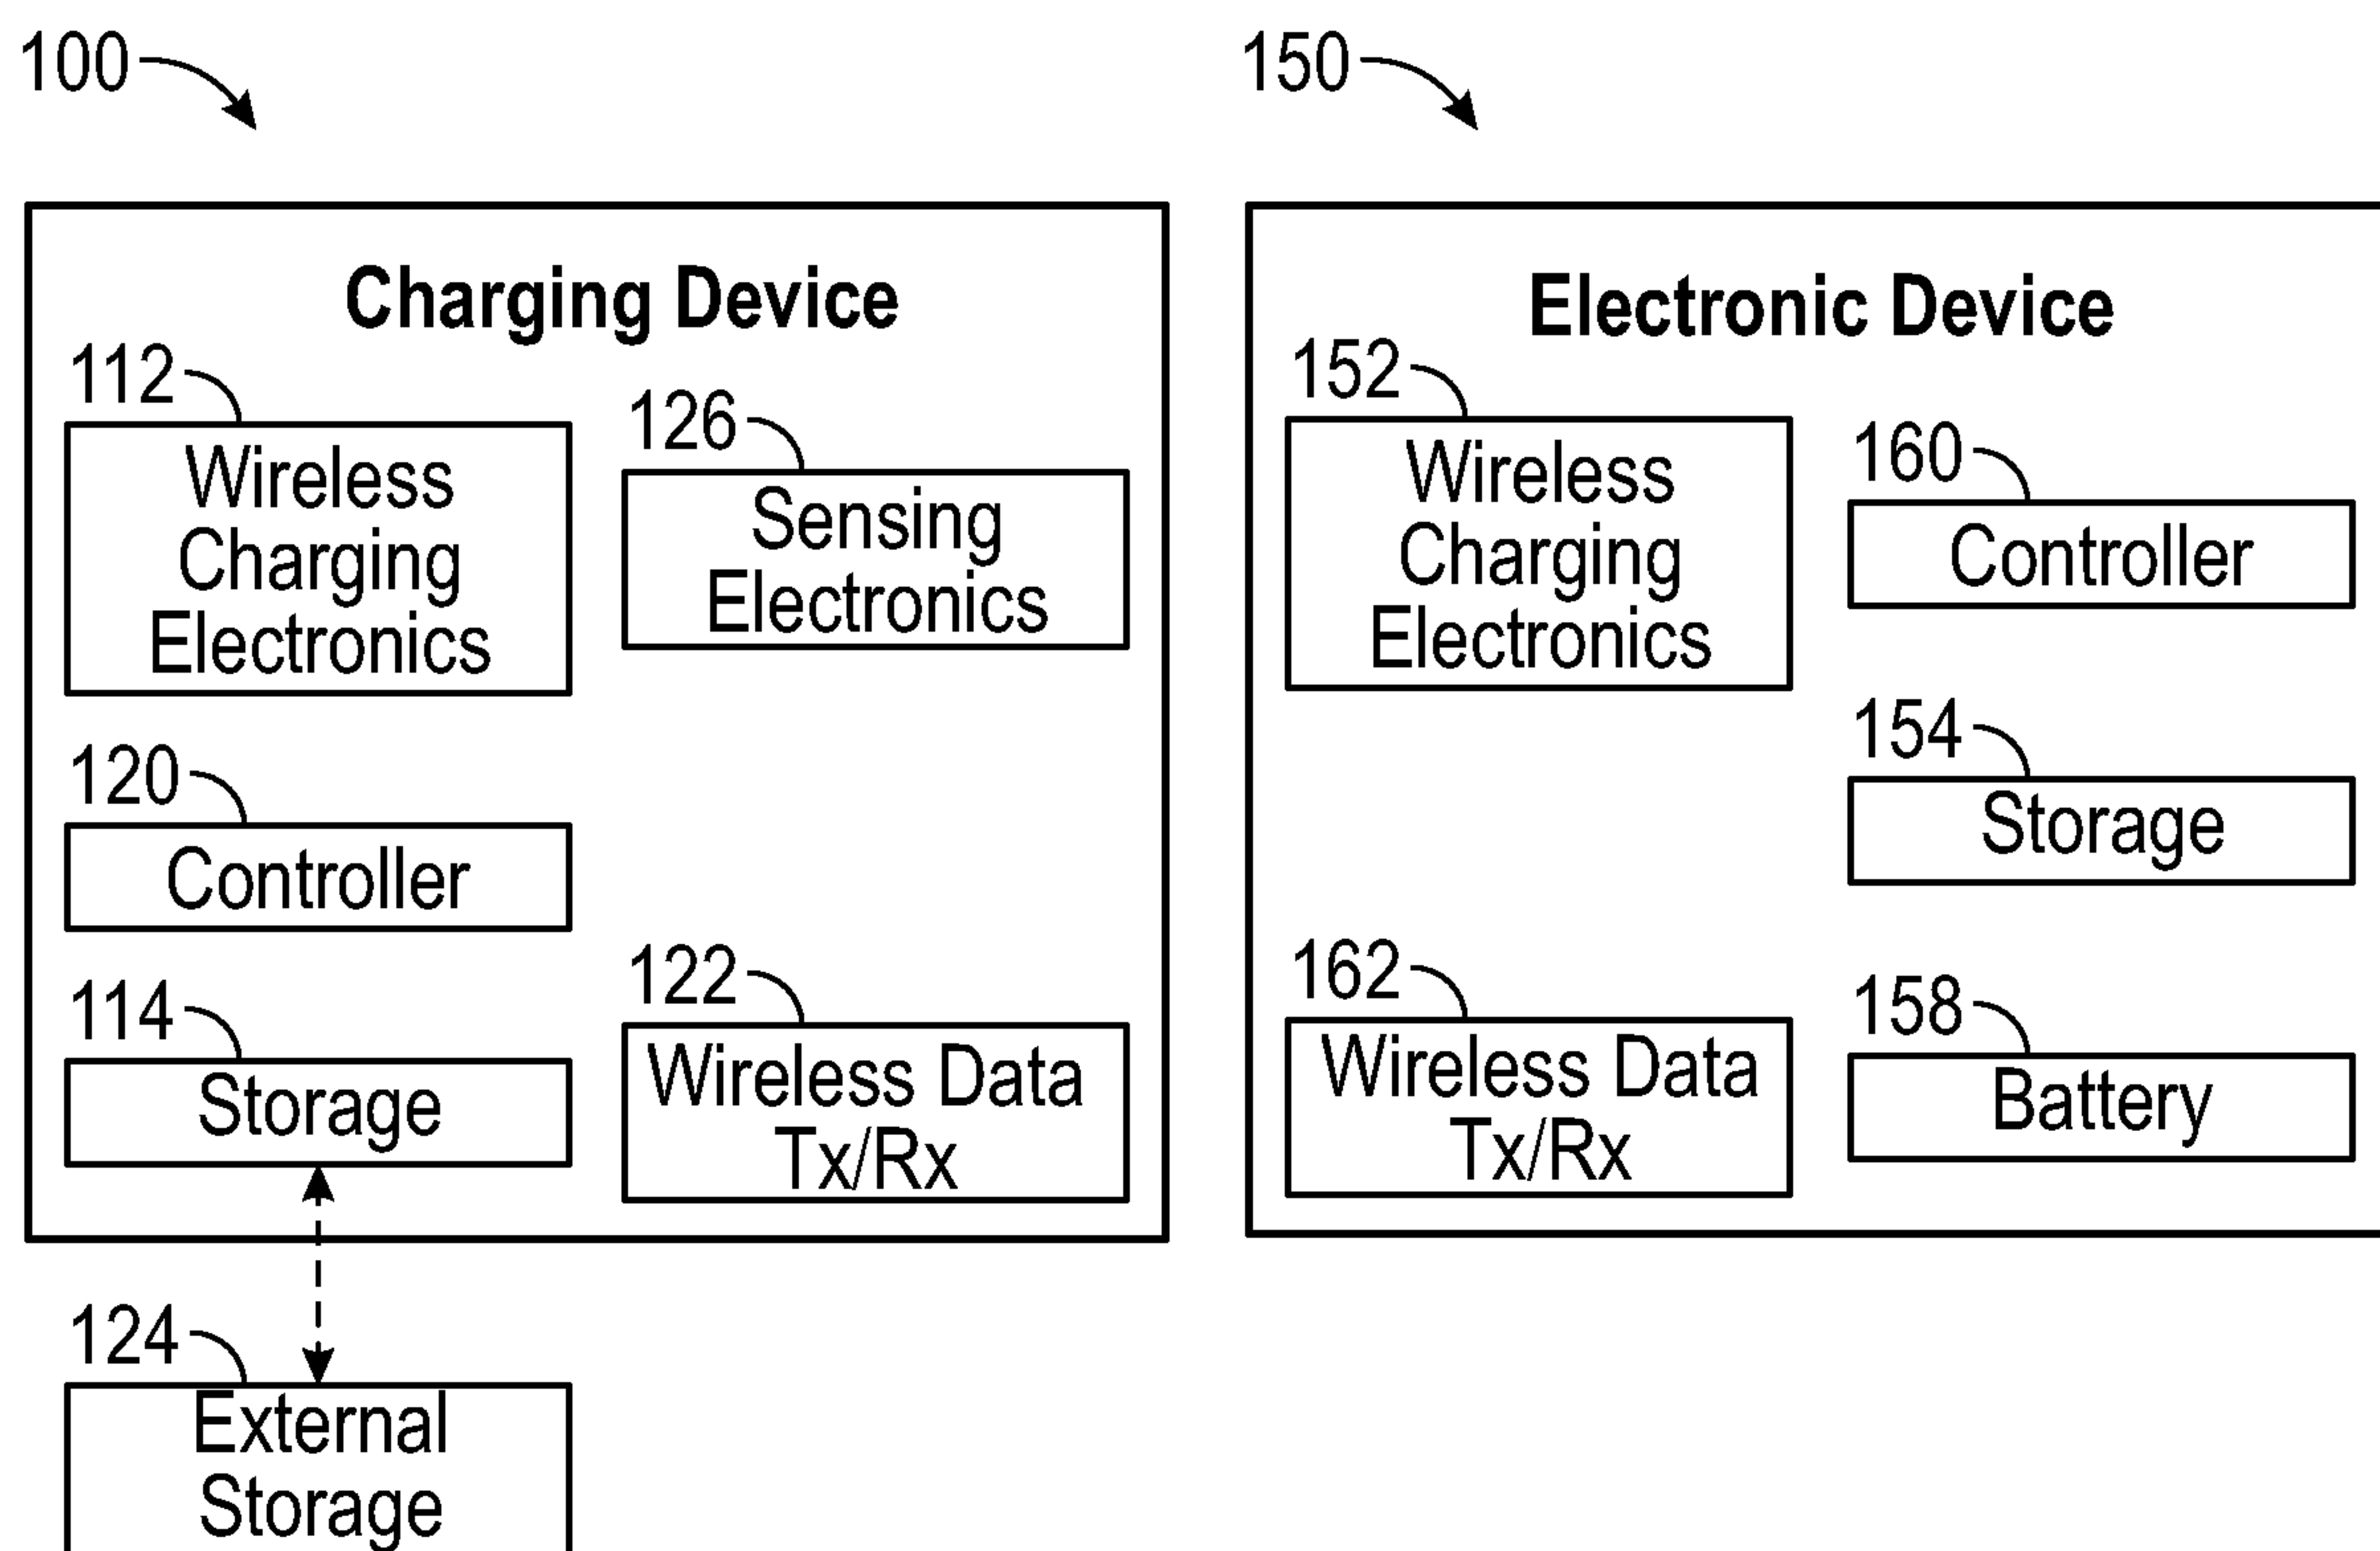 100
150
Charging Device
112
Wireless
Charging
Electronics
126
Sensing
Electronics
120
Controller
114
Storage
122
Wireless Data
Tx/Rx
124
External
Storage
Electronic Device
152
Wireless
Charging
Electronics
160
Controller
154
Storage
162
Wireless Data
Tx/Rx
158
Battery